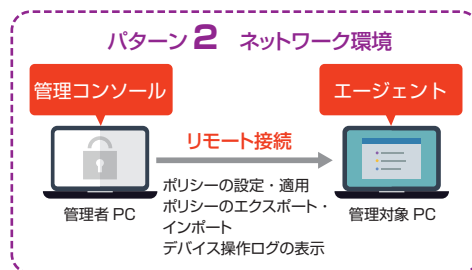 パターン2 ネットワーク環境
管理コンソール
エージェント
リモート接続
ポリシーの設定・適用
ポリシーのエクスポート・
インポート
デバイス操作ログの表示
管理者 PC
管理対象 PC